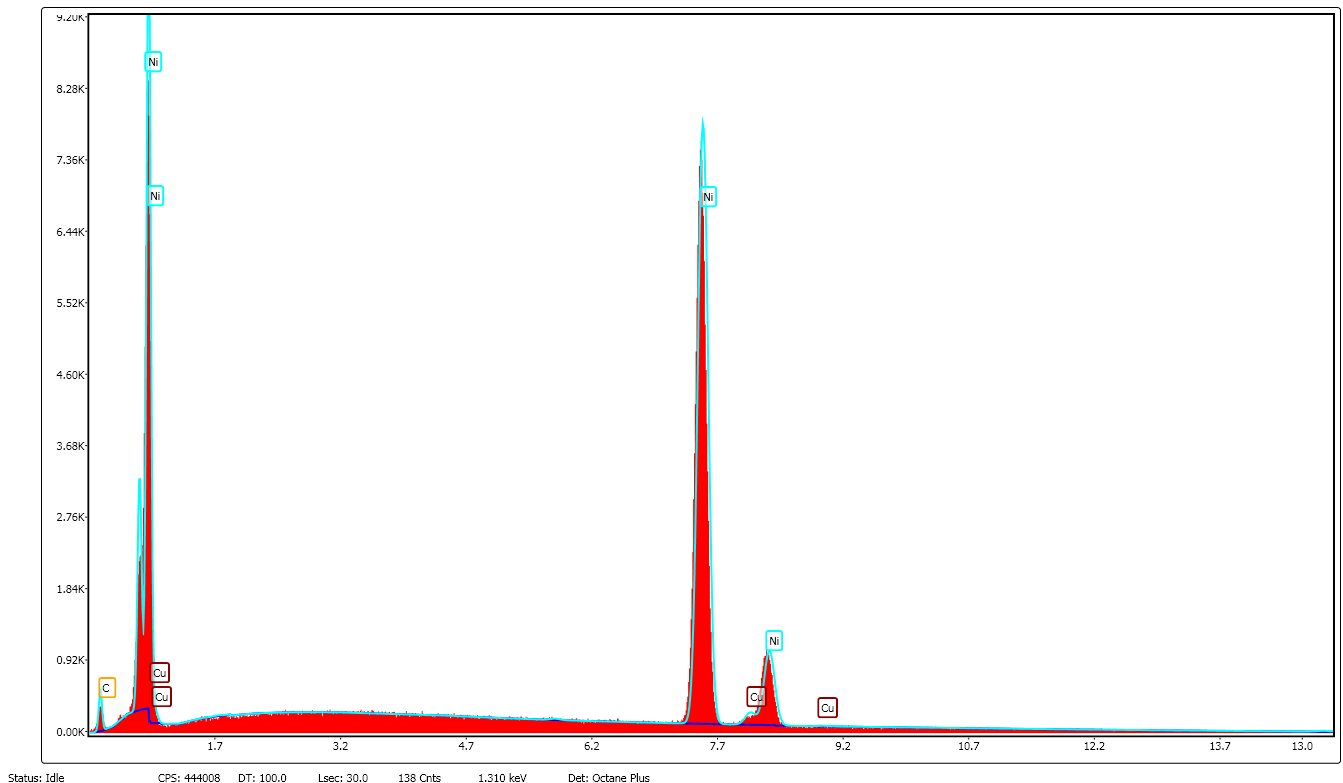 9.20K
Ni
8.28K
7.36K
Ni
Ni
6.44K
5.52K
4.60K
3.68K
2.76K
1.84K
0.92K
Ni
Cu
C
Cu
Cu
Cu
0.00K
1.7 3.2 4.7 6.2 7.7 9.2 10.7 12.2 13.7 13.0
Status: Idle CPS: 444008 DT: 100.0 Lsec: 30.0 138 Cnts 1.310 keV Det: Octane Plus